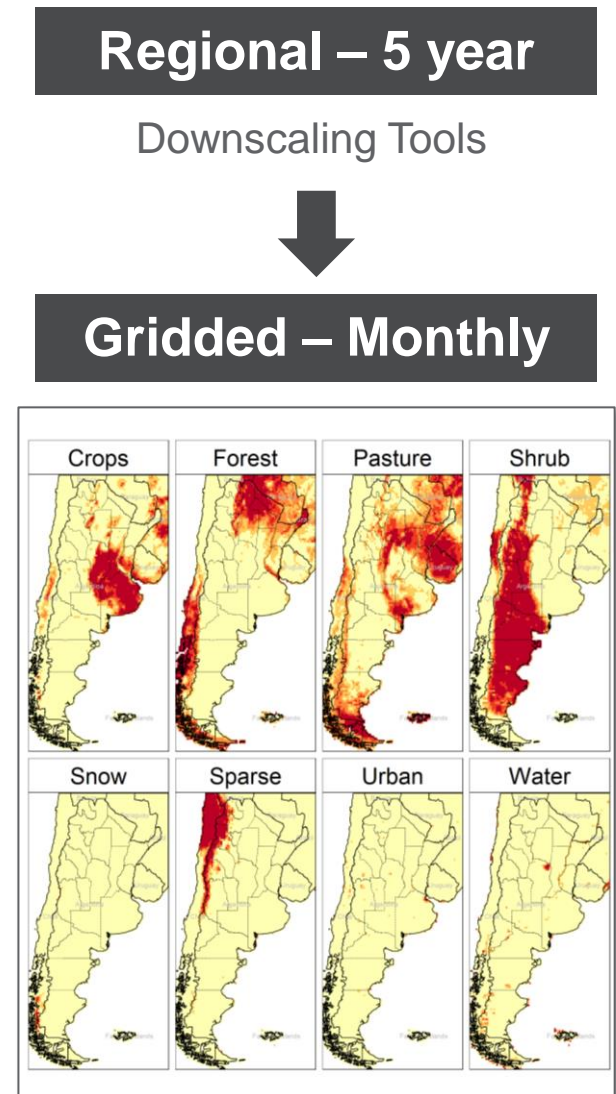 Regional – 5 year
Downscaling Tools
Gridded – Monthly
Crops
Forest
Pasture
Shrub
Snow
Sparse
Urban
Water